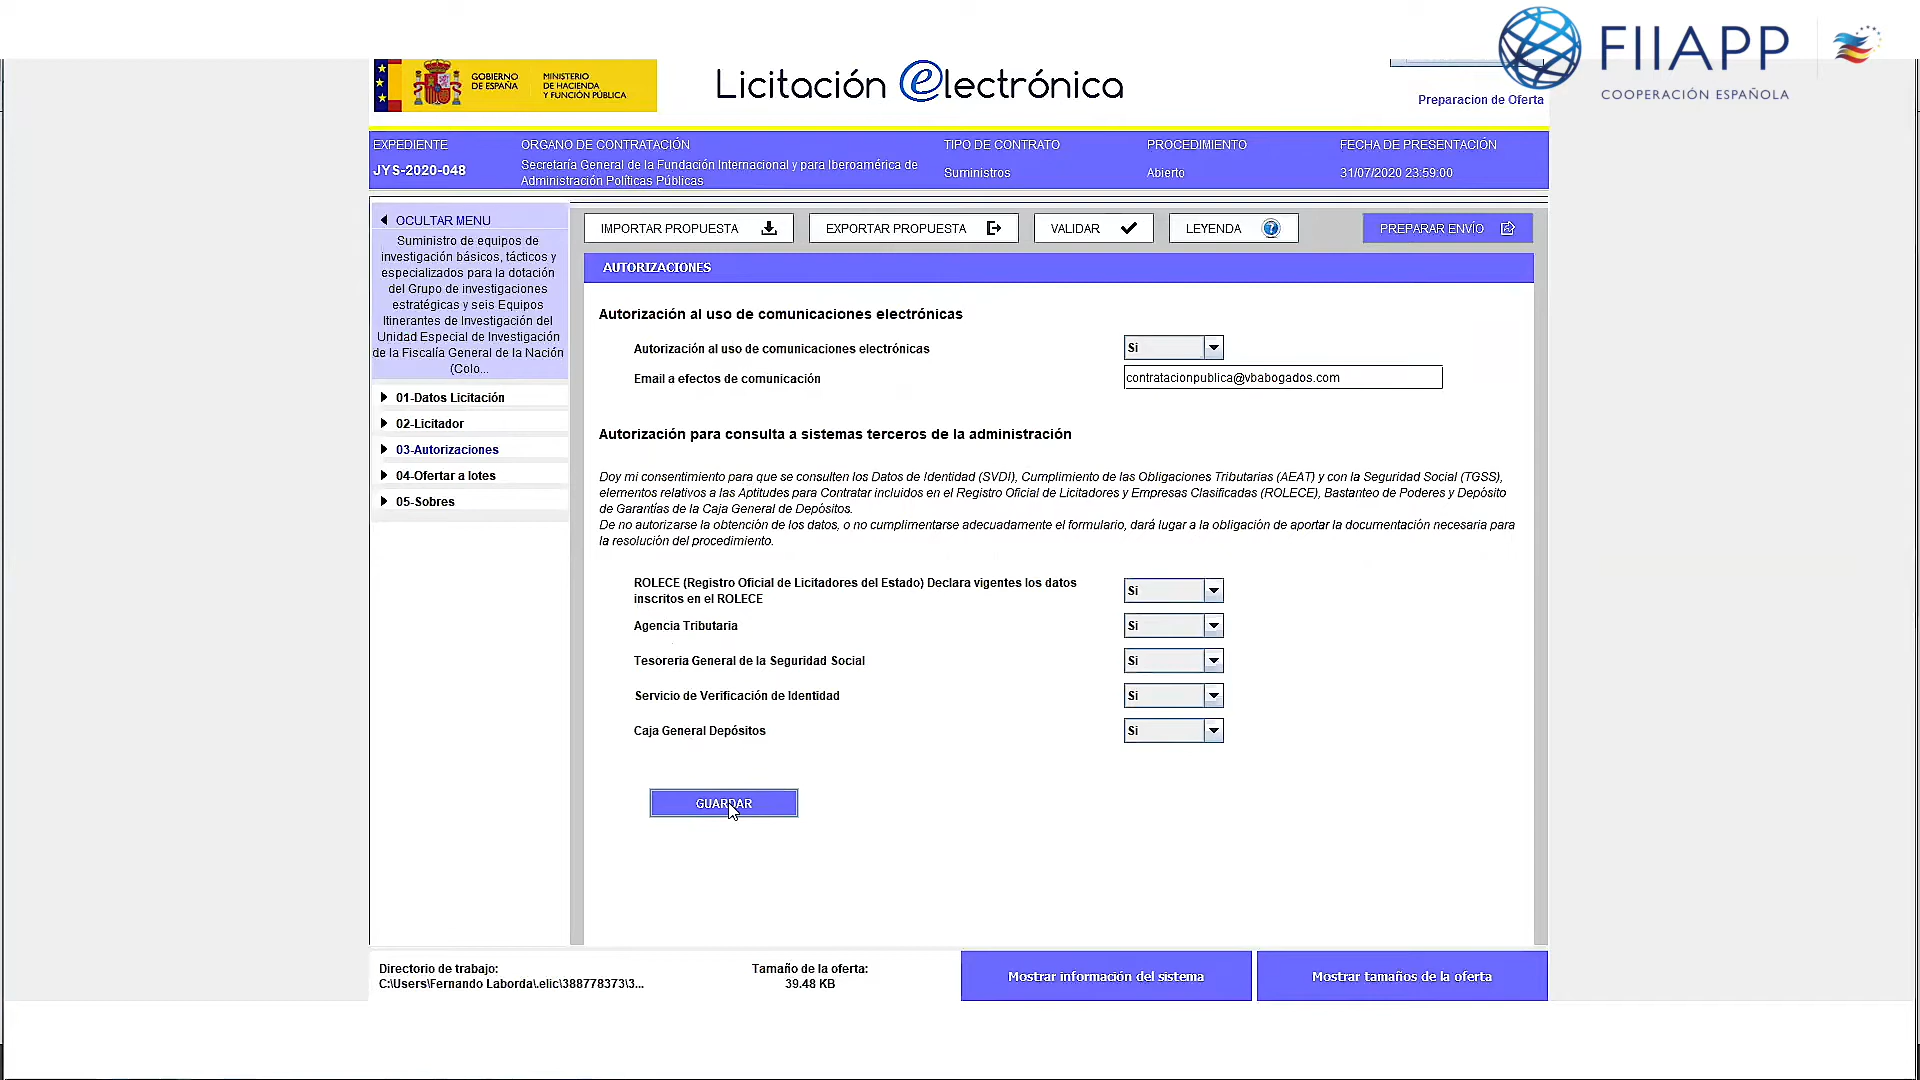 FIIAPP
COOPERACIÓN ESPAÑOLA
GOBIERNO
DE ESPAÑA
MINISTERIO
DE HACIENDA
Y FUNCIÓN PÚBLICA
Licitación electrónica
Preparacion de Oferta
EXPEDIENTE
JYS-2020-048
ORGANO DE CONTRATACIÓN
Secretaría General de la Fundación Internacional y para Iberoamérica de
Administración Políticas Públicas
TIPO DE CONTRATO
Suministros
PROCEDIMIENTO
Abierto
FECHA DE PRESENTACIÓN
31/07/2020 23:59:00
OCULTAR MENU
Suministro de equipos de
investigación básicos, tácticos y
especializados para la dotación
del Grupo de investigaciones
estratégicas y seis Equipos
Itinerantes de Investigación del
Unidad Especial de Investigación
de la Fiscalía General de la Nación
(Colo...
01-Datos Licitación
02-Licitador
03-Autorizaciones
04-Ofertar a lotes
05-Sobres
IMPORTAR PROPUESTA
EXPORTAR PROPUESTA
VALIDAR
LEYENDA
PREPARAR ENVÍO
AUTORIZACIONES
Autorización al uso de comunicaciones electrónicas
Autorización al uso de comunicaciones electrónicas
Si
Email a efectos de comunicación
contratacionpublica@vbabogados.com
Autorización para consulta a sistemas terceros de la administración
Doy mi consentimiento para que se consulten los Datos de Identidad (SVDI), Cumplimiento de las Obligaciones Tributarias (AEAT) y con la Seguridad Social (TGSS),
elementos relativos a las Aptitudes para Contratar incluidos en el Registro Oficial de Licitadores y Empresas Clasificadas (ROLECE), Bastanteo de Poderes y Depósito
de Garantías de la Caja General de Depósitos.
De no autorizarse la obtención de los datos, o no cumplimentarse adecuadamente el formulario, dará lugar a la obligación de aportar la documentación necesaria para
la resolución del procedimiento.
ROLECE (Registro Oficial de Licitadores del Estado) Declara vigentes los datos
inscritos en el ROLECE
Si
Agencia Tributaria
Si
Tesoreria General de la Seguridad Social
Si
Servicio de Verificación de Identidad
Si
Caja General Depósitos
Si
GUARDAR
Directorio de trabajo:
C:\Users\Fernando Laborda\.elic\388778373\3...
Tamaño de la oferta:
39.48 KB
Mostrar información del sistema
Mostrar tamaños de la oferta